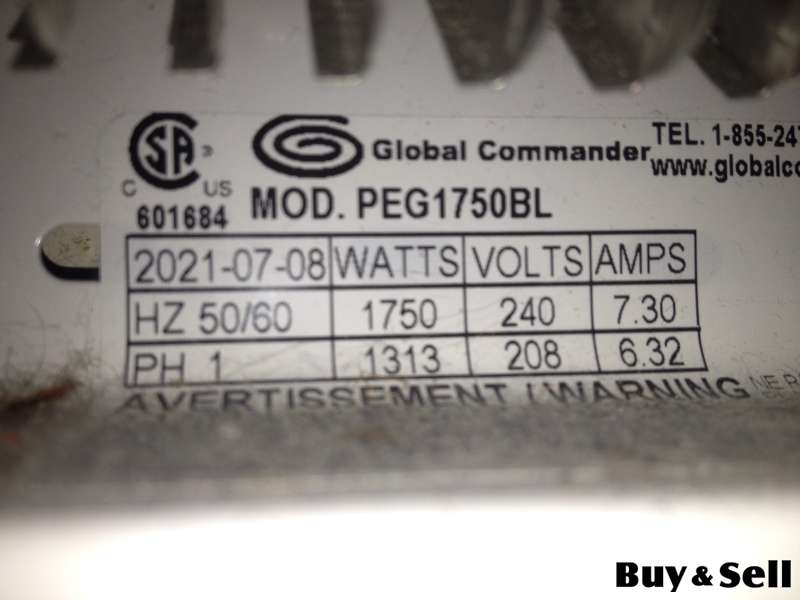 SA
C US
601684
Global Commander
TEL. 1-855-247
www.globalco
MOD. PEG1750BL
2021-07-08 WATTS VOLTS AMPS
HZ 50/60 1750 240 7.30
PH 1 1313 208 6.32
AVERTISSEMENT / WARNING
Buy & Sell